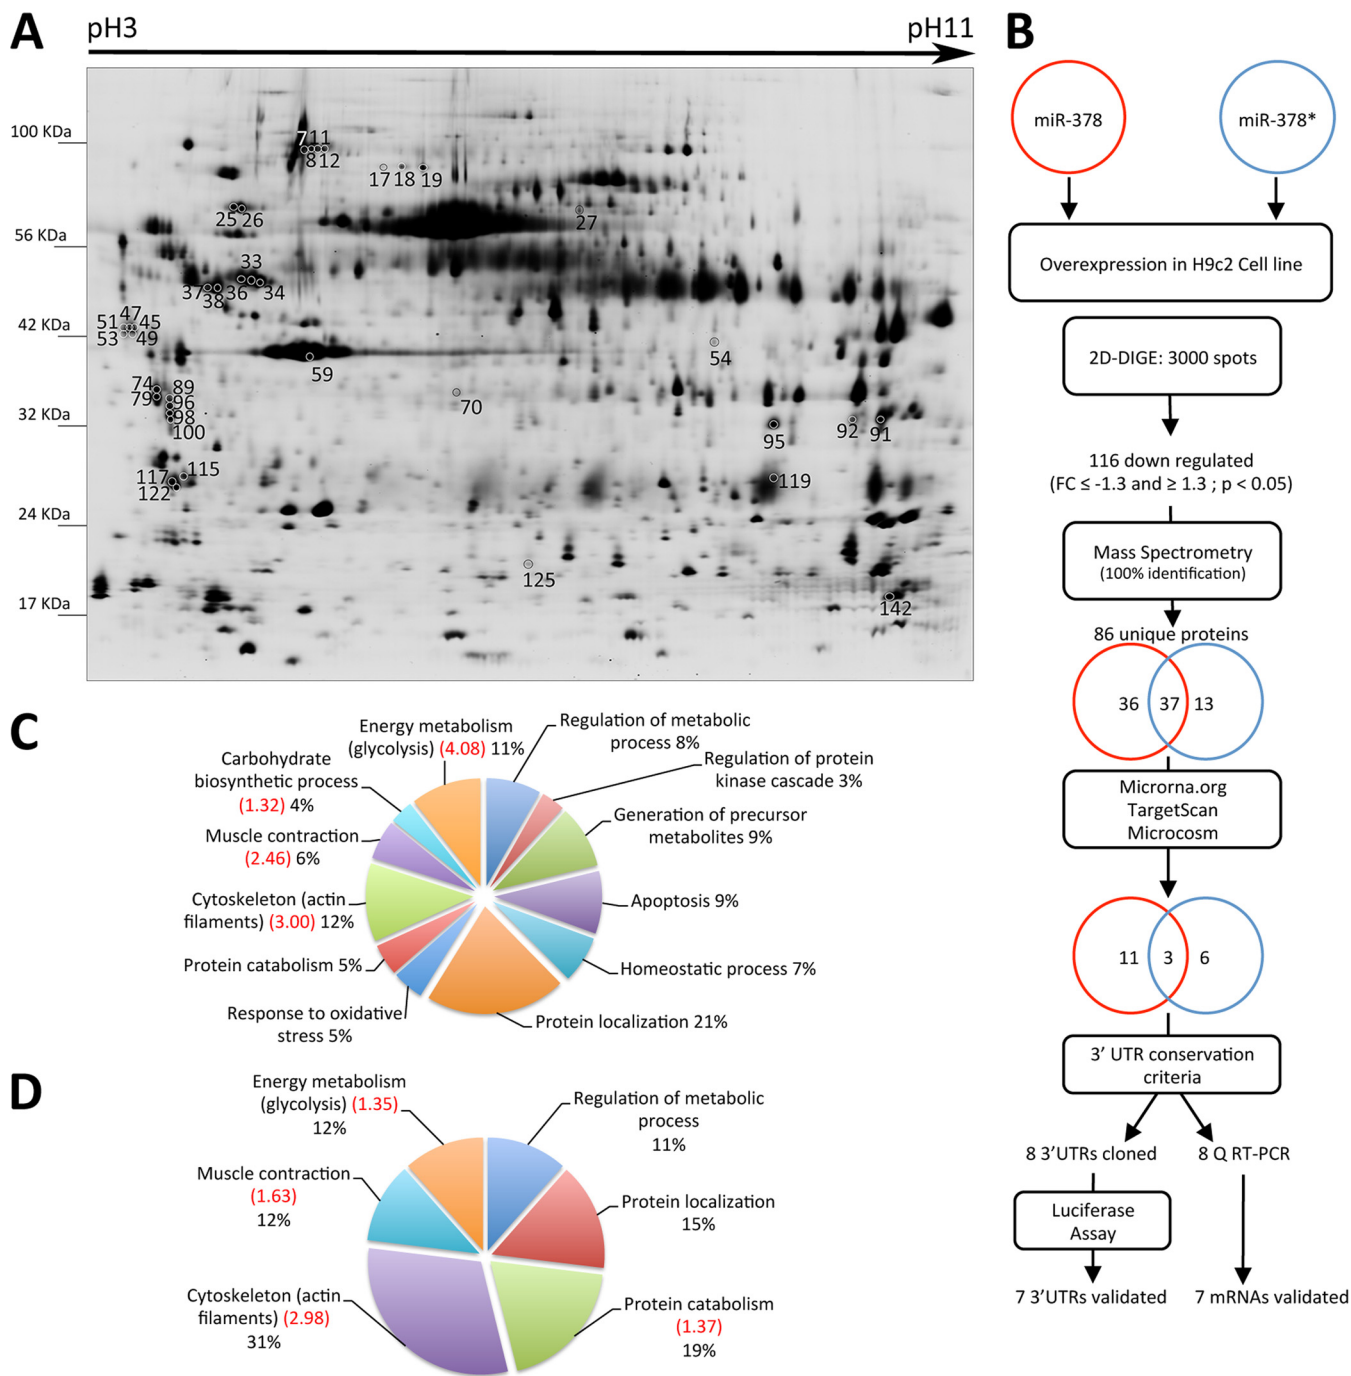 A
pH3
pH11
100 KDa
56 KDa
42 KDa
32 KDa
24 KDa
17 KDa
7 11
8 12
17 18 19
25 26
27
33
37 36 34
38
47
51 45
53 49
54
59
74 89
79 96
98
100
70
95
92 91
117 115
122
119
125
142
B
miR-378
miR-378*
Overexpression in H9c2 Cell line
2D-DIGE: 3000 spots
116 down regulated
(FC ≤ -1.3 and ≥ 1.3 ; p < 0.05)
Mass Spectrometry
(100% identification)
86 unique proteins
36 37 13
Microrna.org
TargetScan
Microcosm
11 3 6
3’ UTR conservation
criteria
8 3’UTRs cloned
8 Q RT-PCR
Luciferase
Assay
7 3’UTRs validated
7 mRNAs validated
C
Energy metabolism
(glycolysis) (4.08) 11%
Regulation of metabolic
process 8%
Regulation of protein
kinase cascade 3%
Generation of precursor
metabolites 9%
Apoptosis 9%
Homeostatic process 7%
Protein localization 21%
Response to oxidative
stress 5%
Protein catabolism 5%
Cytoskeleton (actin
filaments) (3.00) 12%
Muscle contraction
(2.46) 6%
Carbohydrate
biosynthetic process
(1.32) 4%
D
Energy metabolism
(glycolysis) (1.35)
12%
Regulation of metabolic
process
11%
Protein localization
15%
Protein catabolism
(1.37)
19%
Cytoskeleton (actin
filaments) (2.98)
31%
Muscle contraction
(1.63)
12%